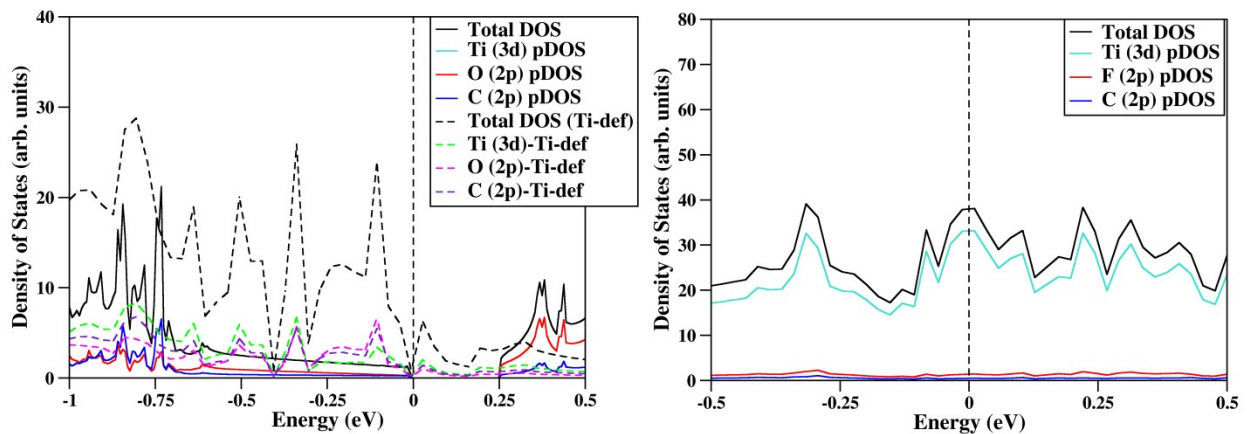 40
30
20
10
0
Density of States (arb. units)
-1
-0.75
-0.5
-0.25
0
0.25
0.5
Energy (eV)
Total DOS
Ti (3d) pDOS
O (2p) pDOS
C (2p) pDOS
Total DOS (Ti-def)
Ti (3d)-Ti-def
O (2p)-Ti-def
C (2p)-Ti-def
80
70
60
50
40
30
20
10
0
Density of States (arb. units)
-0.5
-0.25
0
0.25
0.5
Energy (eV)
Total DOS
Ti (3d) pDOS
F (2p) pDOS
C (2p) pDOS